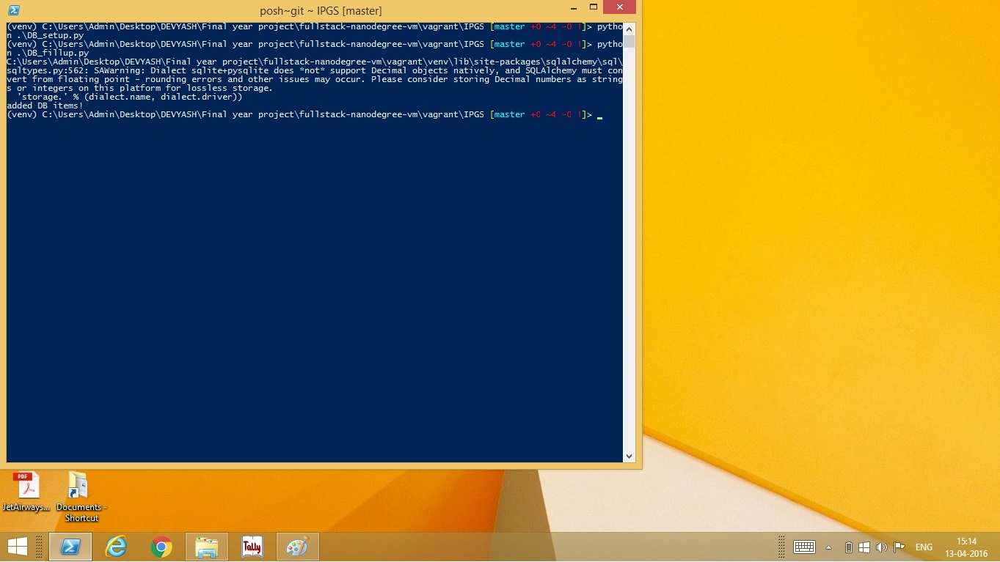 posh~git ~ IPGS [master]
(venv) C:\Users\Admin\Desktop\DEVYASH\Final year project\fullstack-nanodegree-vm\vagrant\IPGS [master +0 ~4 -0 !]> pytho
n .\DB_setup.py
(venv) C:\Users\Admin\Desktop\DEVYASH\Final year project\fullstack-nanodegree-vm\vagrant\IPGS [master +0 ~4 -0 !]> pytho
n .\DB_fillup.py
C:\Users\Admin\Desktop\DEVYASH\Final year project\fullstack-nanodegree-vm\vagrant\venv\lib\site-packages\sqlalchemy\sql\
sqltypes.py:562: SAWarning: Dialect sqlite+pysqlite does *not* support Decimal objects natively, and SQLAlchemy must con
vert from floating point - rounding errors and other issues may occur. Please consider storing Decimal numbers as string
s or integers on this platform for lossless storage.
  'storage.' % (dialect.name, dialect.driver))
added DB items!
(venv) C:\Users\Admin\Desktop\DEVYASH\Final year project\fullstack-nanodegree-vm\vagrant\IPGS [master +0 ~4 -0 !]> _
PDF
JetAirways...
Documents -
Shortcut
Tally
ENG
15:14
13-04-2016